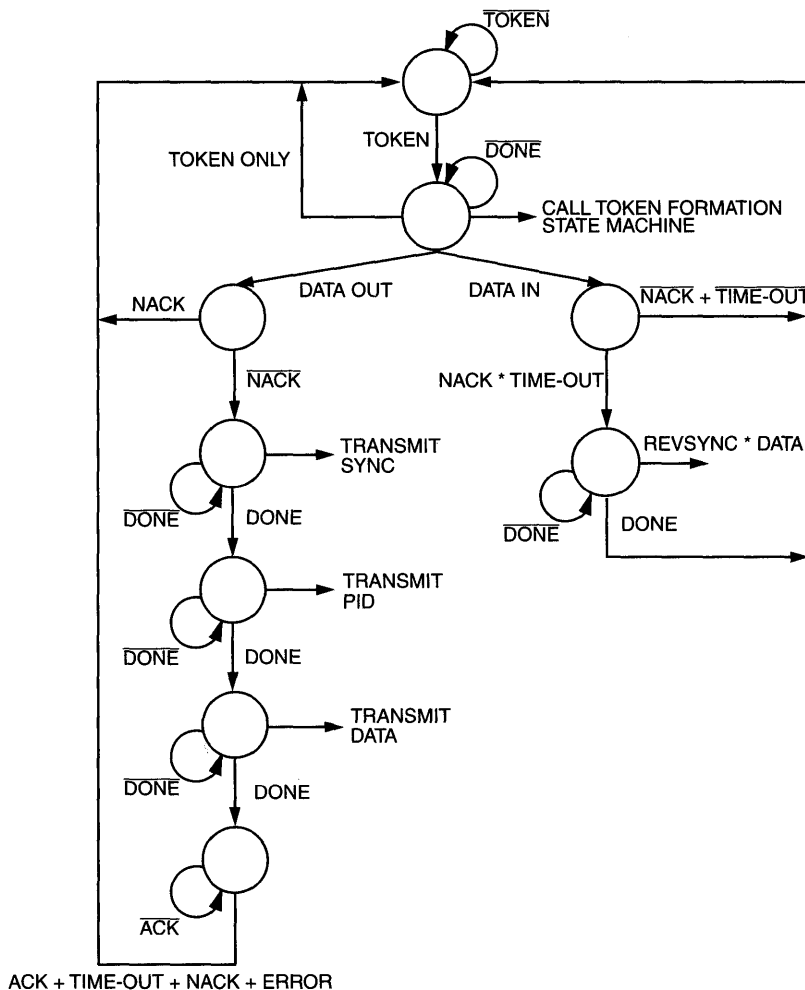 TOKEN
TOKEN
TOKEN ONLY
DONE
CALL TOKEN FORMATION
STATE MACHINE
DATA OUT
DATA IN
NACK
NACK + TIME-OUT
NACK
NACK * TIME-OUT
TRANSMIT
SYNC
REVSYNC * DATA
DONE
DONE
DONE
DONE
TRANSMIT
PID
DONE
DONE
TRANSMIT
DATA
DONE
DONE
ACK
ACK + TIME-OUT + NACK + ERROR